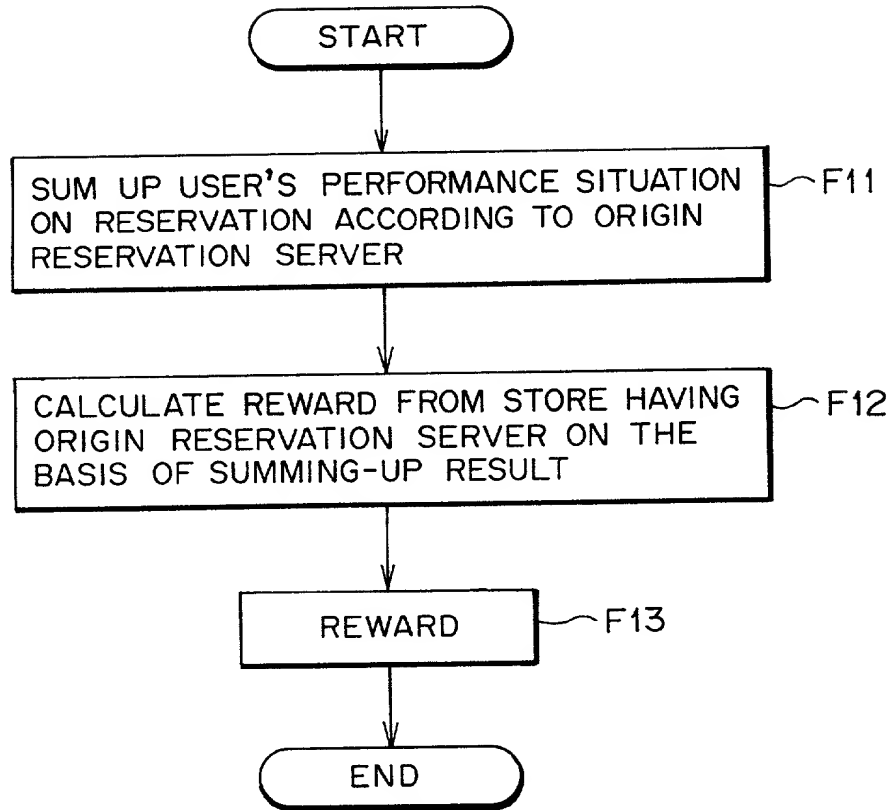 START
SUM UP USER'S PERFORMANCE SITUATION
ON RESERVATION ACCORDING TO ORIGIN
RESERVATION SERVER
F11
CALCULATE REWARD FROM STORE HAVING
ORIGIN RESERVATION SERVER ON THE
BASIS OF SUMMING-UP RESULT
F12
REWARD
F13
END